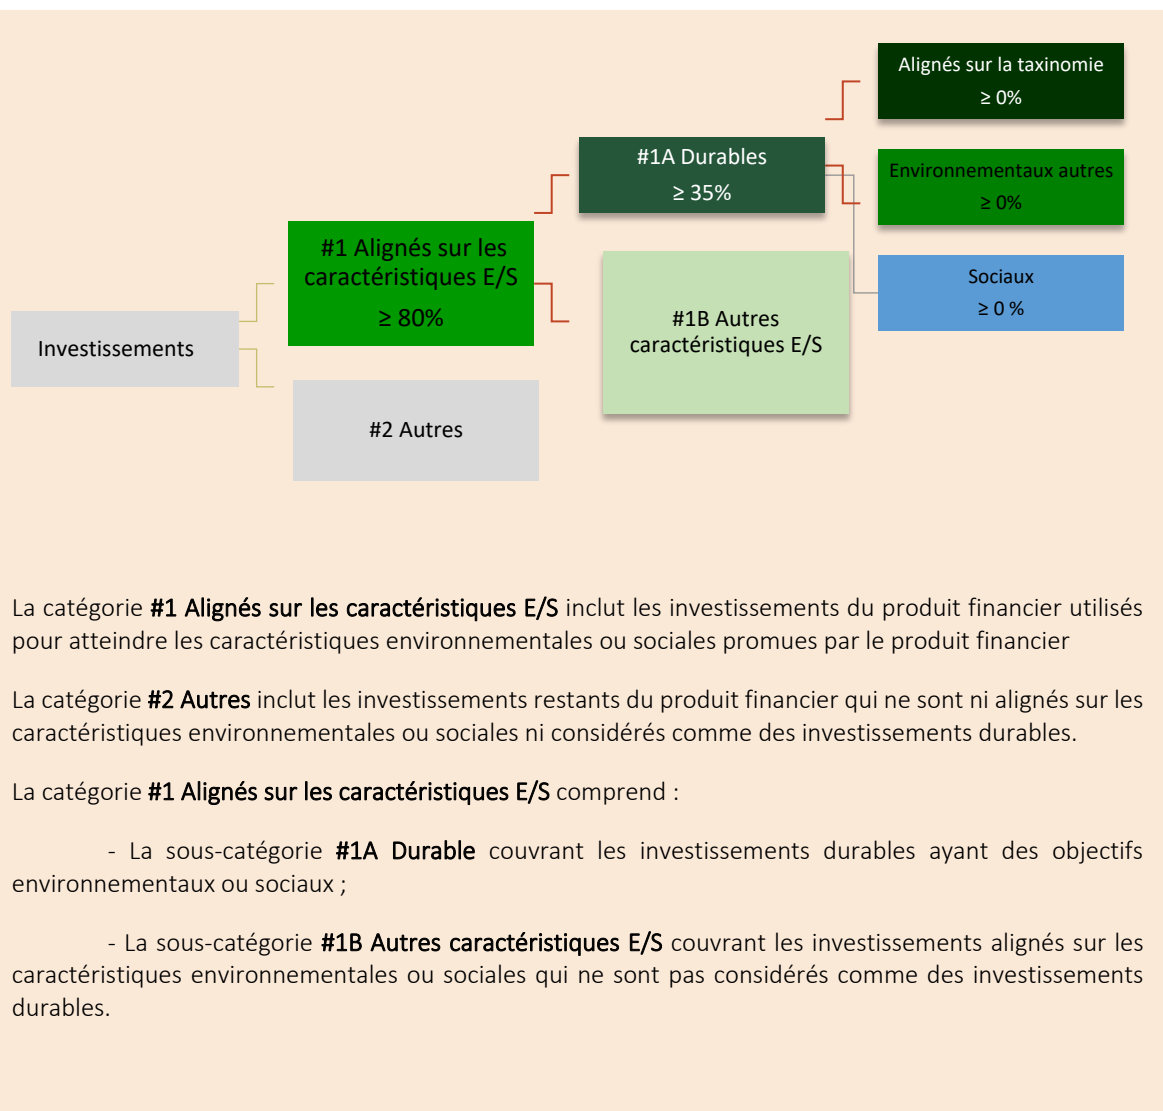 Alignés sur la taxinomie
≥ 0%
#1A Durables
≥ 35%
Environnementaux autres
≥ 0%
#1 Alignés sur les
caractéristiques E/S
≥ 80%
Sociaux
≥ 0 %
#1B Autres
caractéristiques E/S
Investissements
#2 Autres
La catégorie #1 Alignés sur les caractéristiques E/S inclut les investissements du produit financier utilisés
pour atteindre les caractéristiques environnementales ou sociales promues par le produit financier
La catégorie #2 Autres inclut les investissements restants du produit financier qui ne sont ni alignés sur les
caractéristiques environnementales ou sociales ni considérés comme des investissements durables.
La catégorie #1 Alignés sur les caractéristiques E/S comprend :
- La sous-catégorie #1A Durable couvrant les investissements durables ayant des objectifs
environnementaux ou sociaux ;
- La sous-catégorie #1B Autres caractéristiques E/S couvrant les investissements alignés sur les
caractéristiques environnementales ou sociales qui ne sont pas considérés comme des investissements
durables.